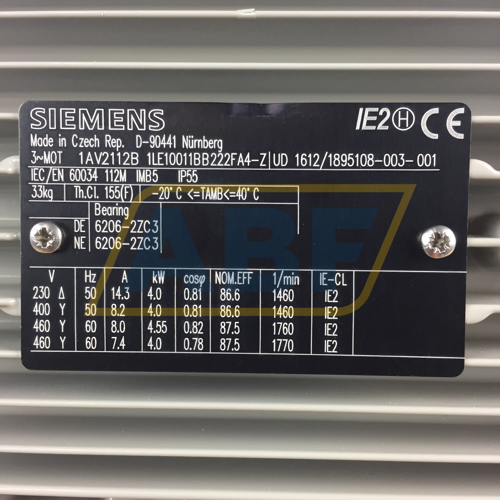 SIEMENS IE2 H CE
Made in Czech Rep. D-90441 Nürnberg
3~MOT 1AV2112B 1LE10011BB222FA4-Z UD 1612/1895108-003-001
IEC/EN 60034 112M IMB5 IP55
33kg Th.Cl. 155(F) -20°C <=TAMB<=40°C
Bearing
DE 6206-2ZC3
NE 6206-2ZC3
V Hz A kW cosφ NOM.EFF 1/min IE-CL
230 Δ 50 14.3 4.0 0.81 86.6 1460 IE2
400 Y 50 8.2 4.0 0.81 86.6 1460 IE2
460 Y 60 8.0 4.55 0.82 87.5 1760 IE2
460 Y 60 7.4 4.0 0.78 87.5 1770 IE2
ABF